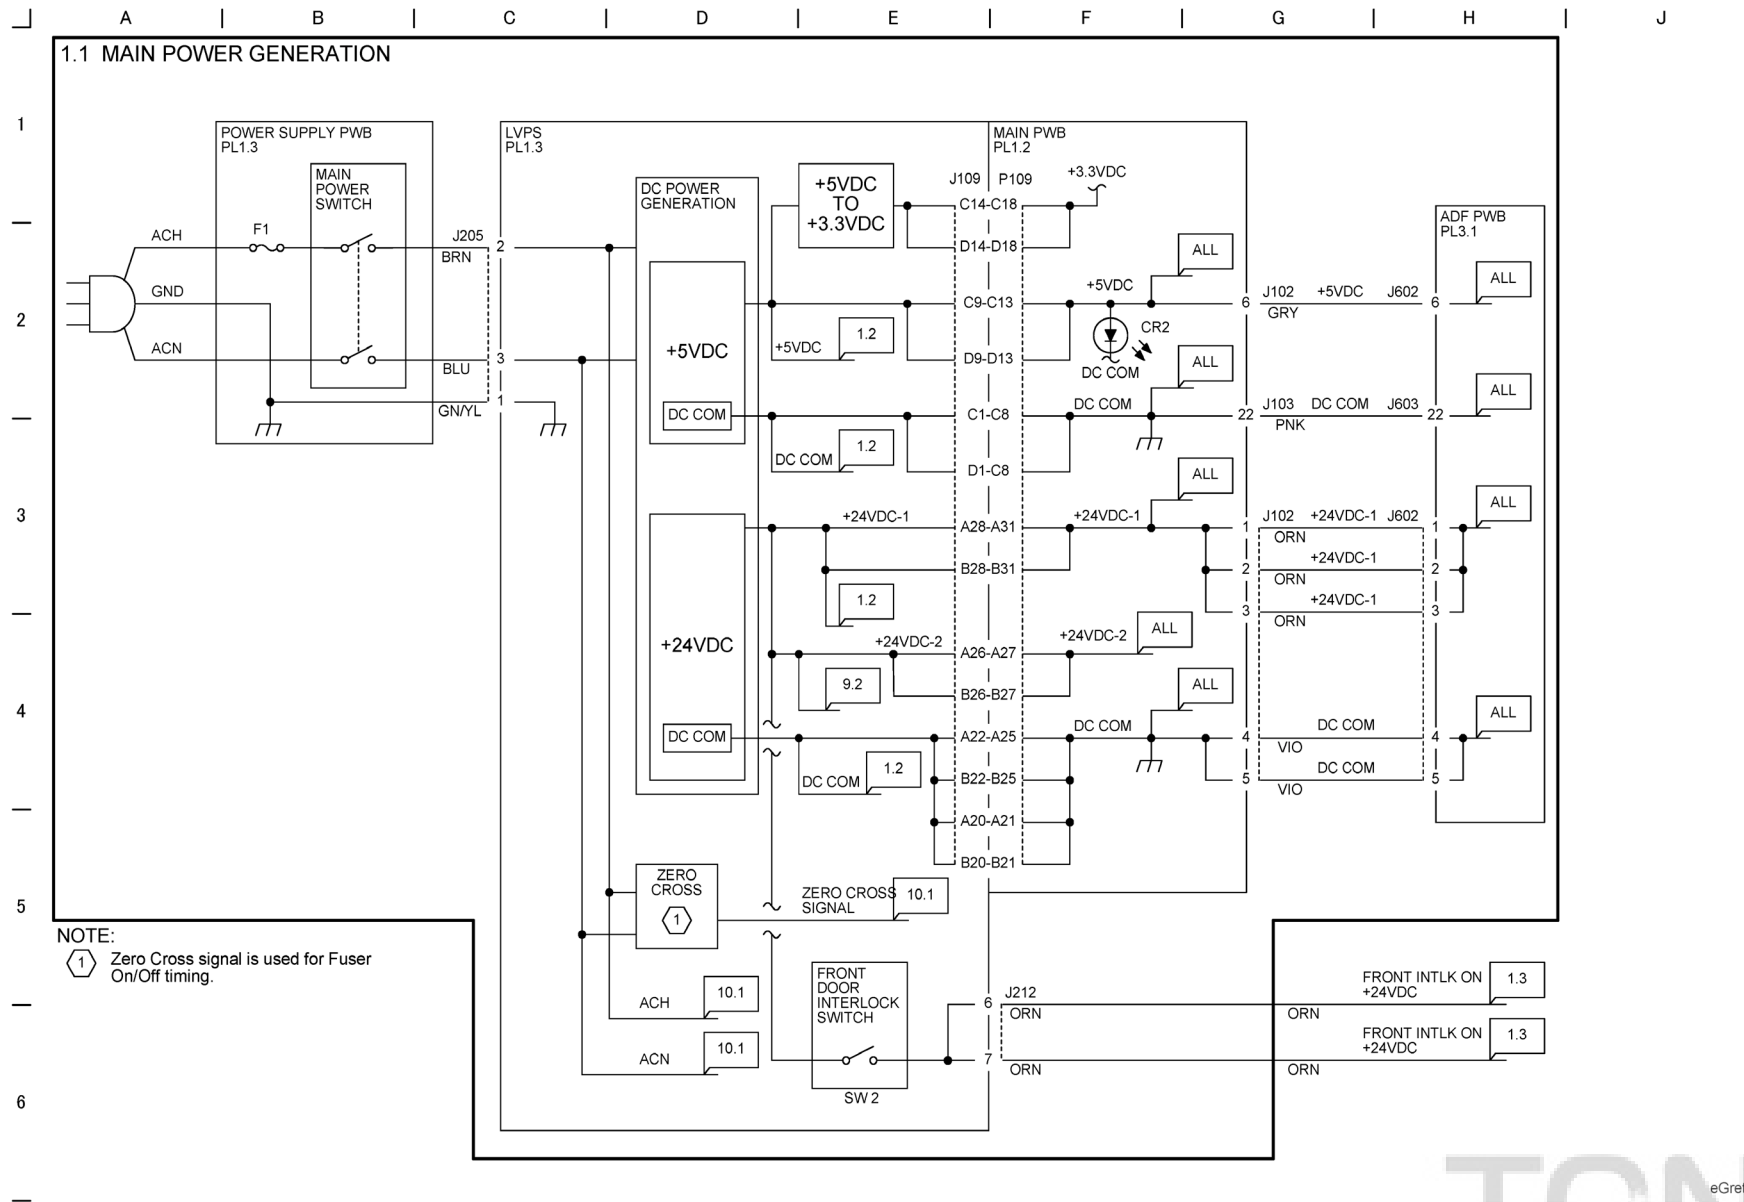 A B C D E F G H J
1.1 MAIN POWER GENERATION
1
POWER SUPPLY PWB
PL1.3
LVPS
PL1.3
MAIN PWB
PL1.2
MAIN
POWER
SWITCH
DC POWER
GENERATION
+5VDC
TO
+3.3VDC
J109 P109
+3.3VDC
C14-C18
D14-D18
ADF PWB
PL3.1
ACH
F1
J205
2
BRN
ALL
GND
ALL
+5VDC
C9-C13
6 J102 +5VDC J602 6
GRY
2
ACN
3
BLU
+5VDC
+5VDC
1.2
D9-D13
CR2
DC COM
ALL
ALL
1
GN/YL
DC COM
C1-C8
DC COM
22 J103 DC COM J603 22
PNK
DC COM
1.2
D1-C8
ALL
ALL
3
+24VDC-1
A28-A31
+24VDC-1
1 J102 +24VDC-1 J602 1
ORN
B28-B31
2 +24VDC-1 2
ORN
1.2
3 +24VDC-1 3
ORN
+24VDC
+24VDC-2
A26-A27
+24VDC-2
ALL
9.2
B26-B27
ALL
ALL
4
DC COM
A22-A25
DC COM
4 DC COM 4
VIO
DC COM
1.2
B22-B25
5 DC COM 5
VIO
A20-A21
B20-B21
5
ZERO
CROSS
1
ZERO CROSS
SIGNAL
10.1
NOTE:
1 Zero Cross signal is used for Fuser
On/Off timing.
ACH
10.1
FRONT
DOOR
INTERLOCK
SWITCH
6 J212
ORN
ORN
FRONT INTLK ON
+24VDC
1.3
ACN
10.1
7
ORN
ORN
FRONT INTLK ON
+24VDC
1.3
SW 2
6